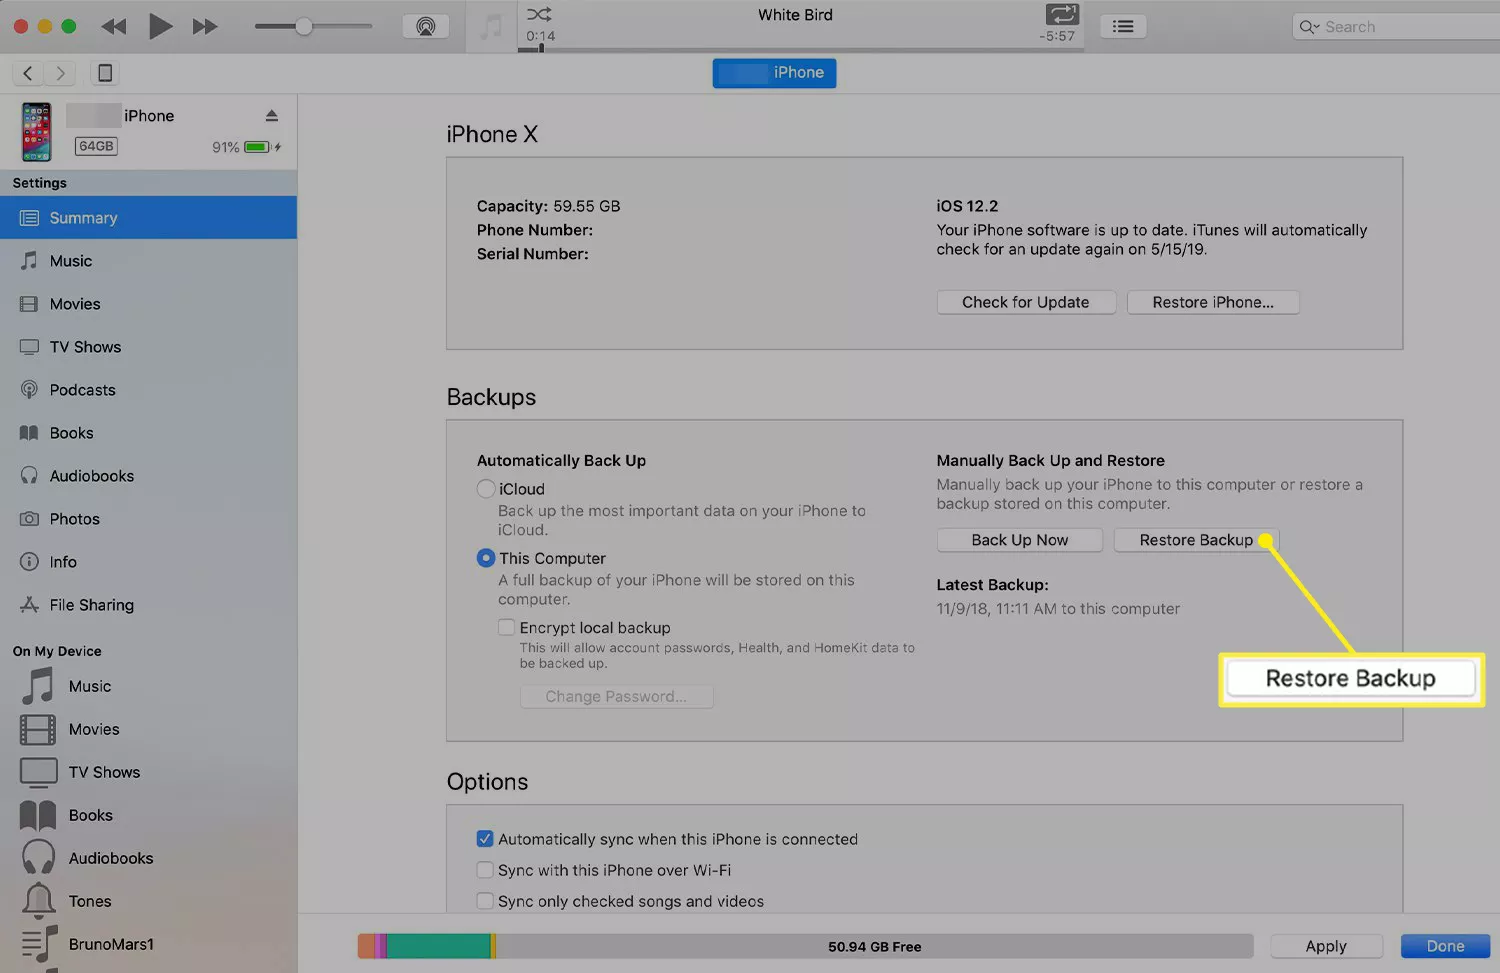 White Bird
0:14
-5:57
Search
iPhone
iPhone
64GB
91%
Settings
Summary
Music
Movies
TV Shows
Podcasts
Books
Audiobooks
Photos
Info
File Sharing
On My Device
Music
Movies
TV Shows
Books
Audiobooks
Tones
BrunoMars1
iPhone X
Capacity: 59.55 GB
Phone Number:
Serial Number:
iOS 12.2
Your iPhone software is up to date. iTunes will automatically
check for an update again on 5/15/19.
Check for Update
Restore iPhone...
Backups
Automatically Back Up
iCloud
Back up the most important data on your iPhone to
iCloud.
This Computer
A full backup of your iPhone will be stored on this
computer.
Encrypt local backup
This will allow account passwords, Health, and HomeKit data to
be backed up.
Change Password...
Manually Back Up and Restore
Manually back up your iPhone to this computer or restore a
backup stored on this computer.
Back Up Now
Restore Backup
Latest Backup:
11/9/18, 11:11 AM to this computer
Restore Backup
Options
Automatically sync when this iPhone is connected
Sync with this iPhone over Wi-Fi
Sync only checked songs and videos
50.94 GB Free
Apply
Done